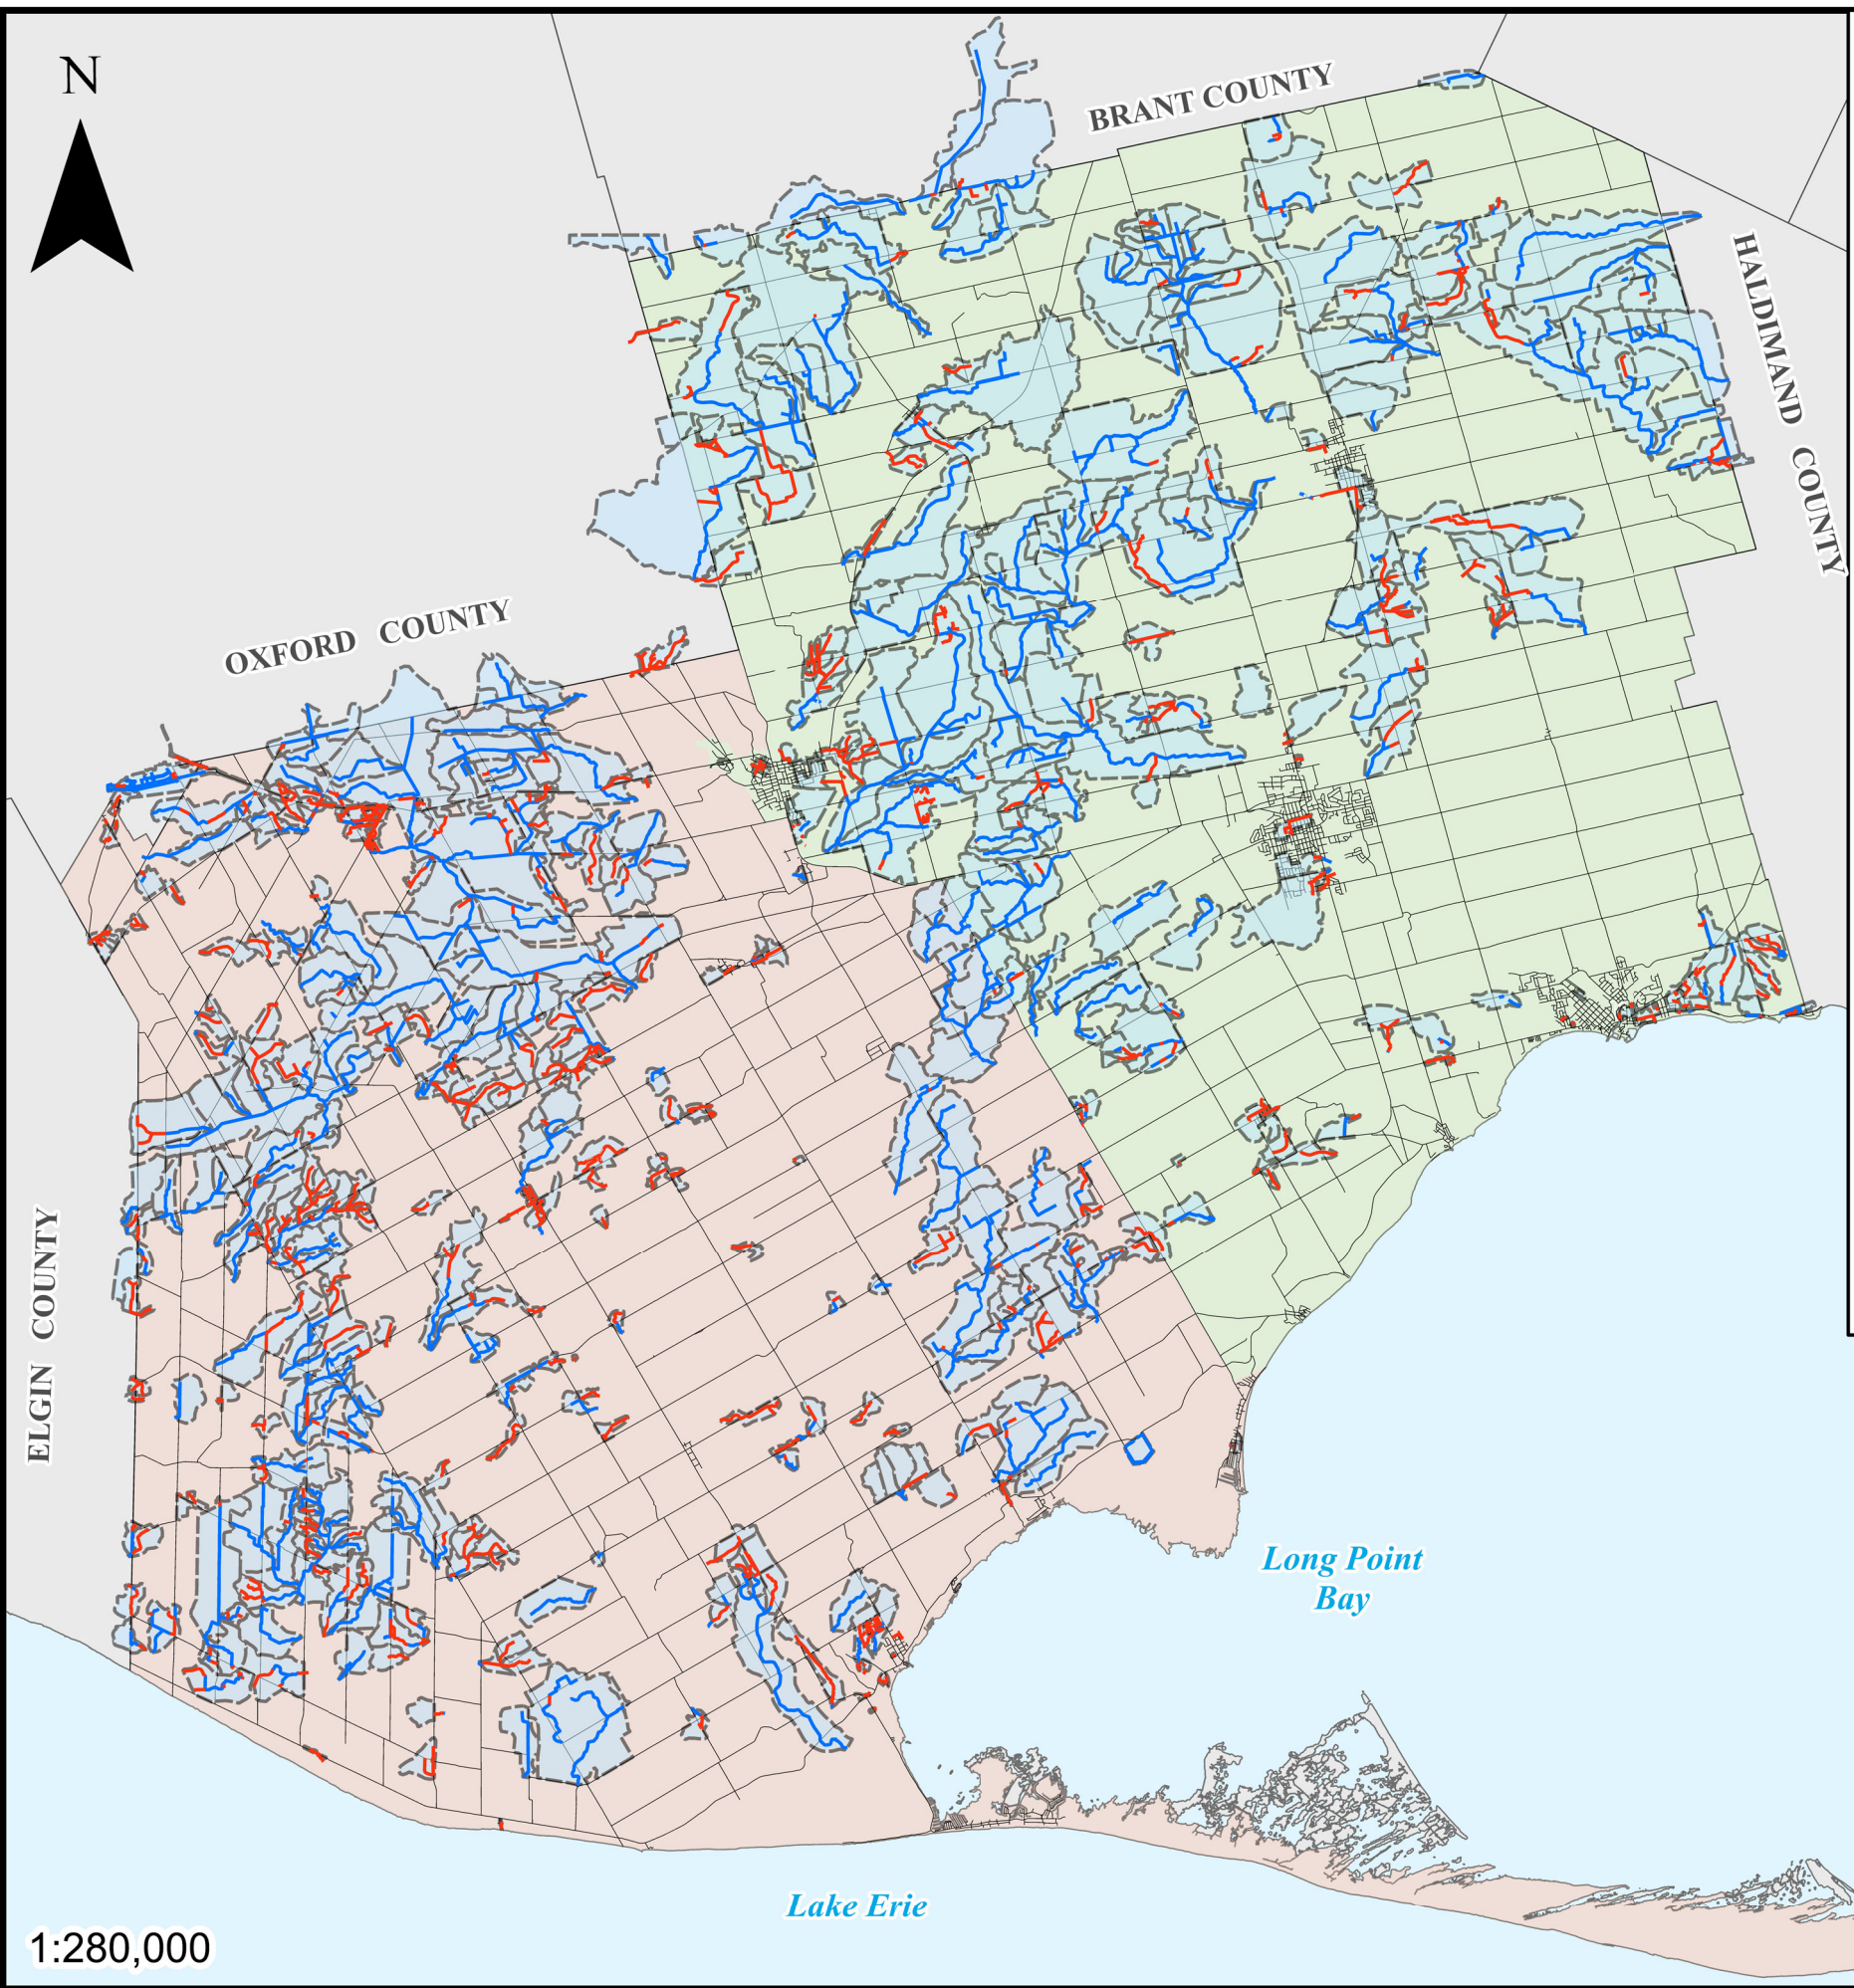 N
BRANT COUNTY
HALDIMAND COUNTY
OXFORD COUNTY
ELGIN COUNTY
Long Point
Bay
Lake Erie
1:280,000